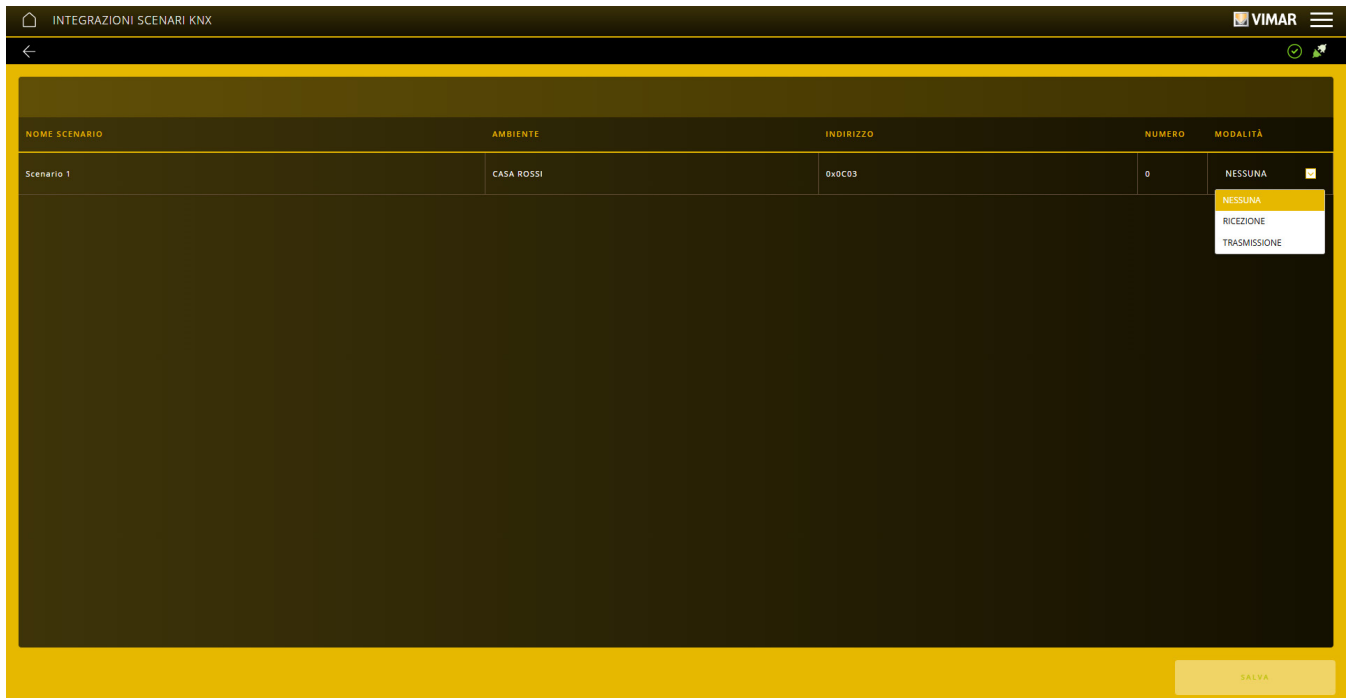 INTEGRAZIONI SCENARI KNX VIMAR
NOME SCENARIO AMBIENTE INDIRIZZO NUMERO MODALITÀ
Scenario 1 CASA ROSSI 0x0C03 0 NESSUNA
NESSUNA
RICEZIONE
TRASMISSIONE
SALVA